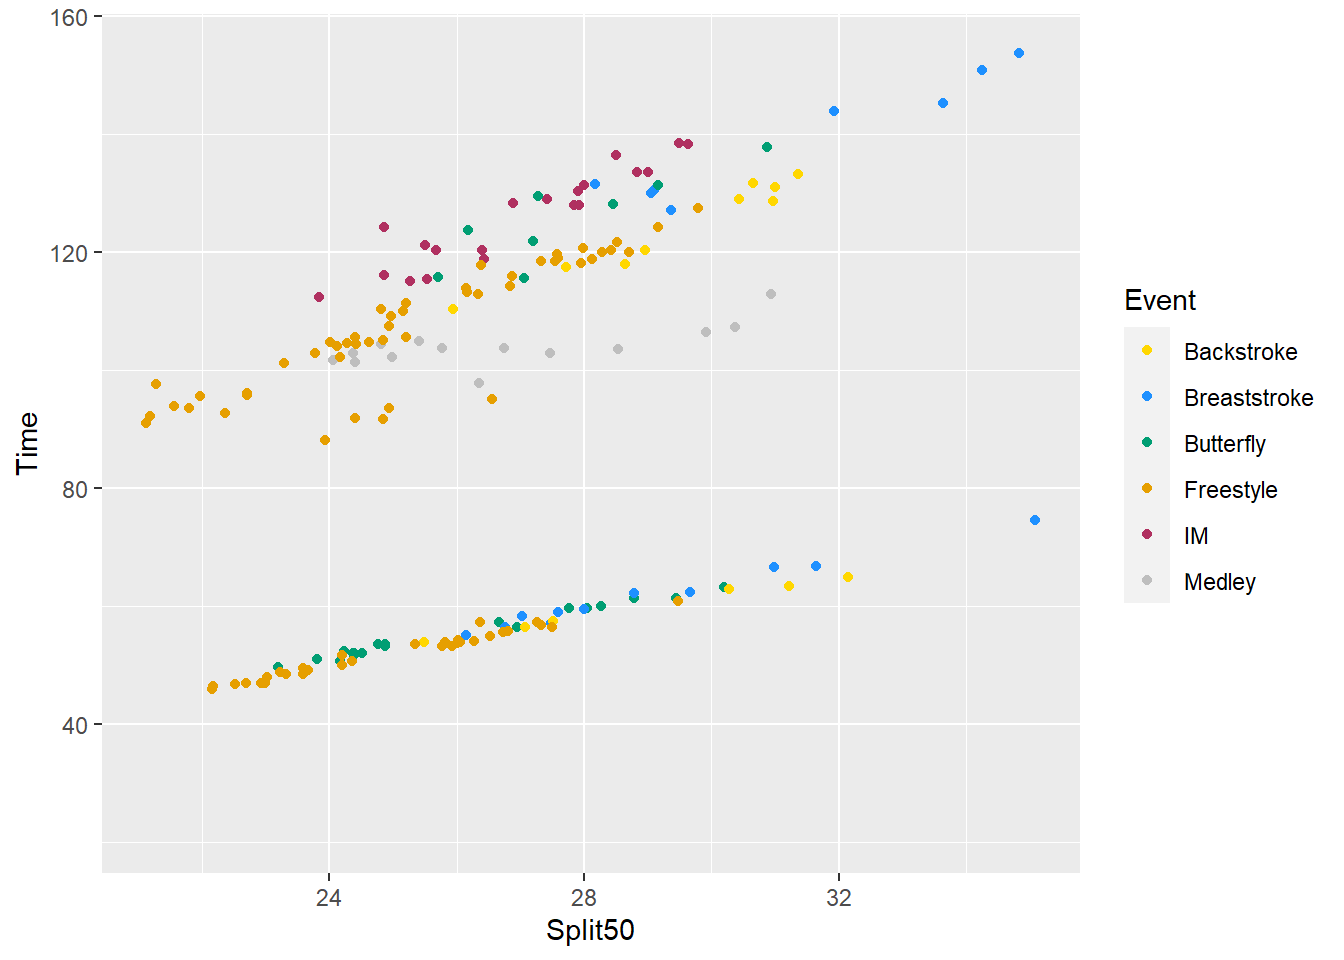 160
120
80
40
Time
24 28 32
Split50
Event
Backstroke
Breaststroke
Butterfly
Freestyle
IM
Medley